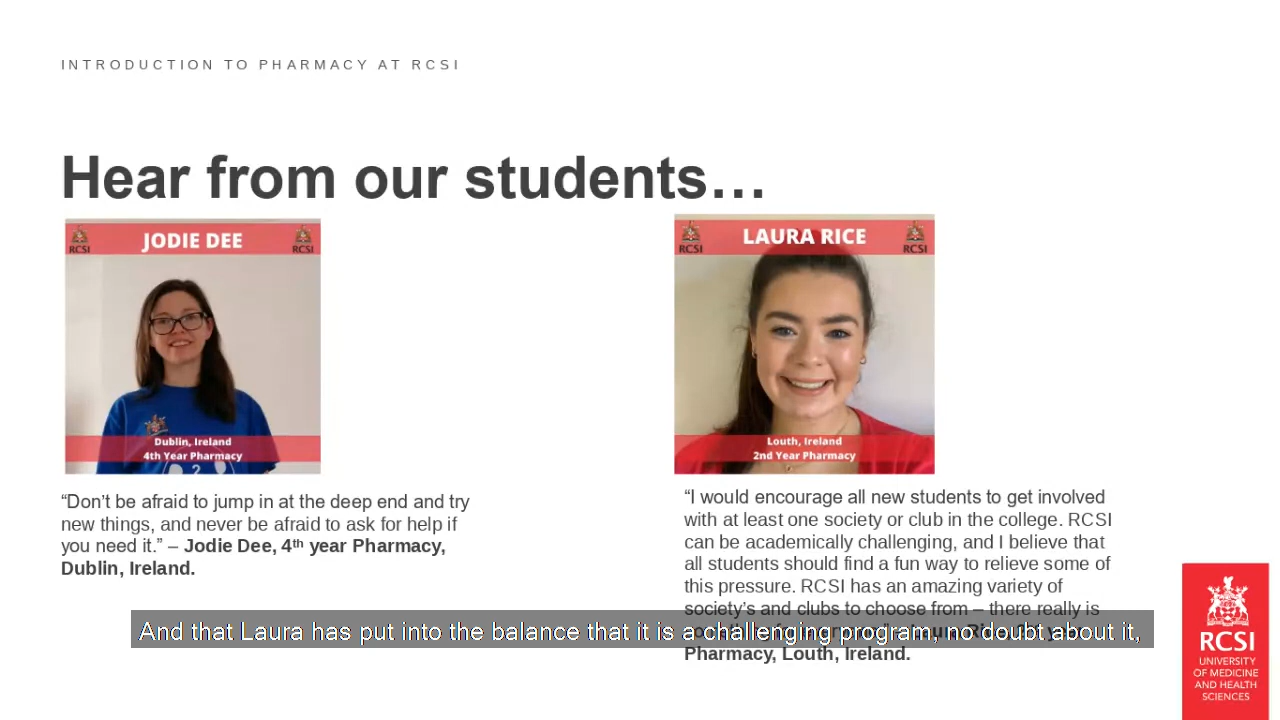 INTRODUCTION TO PHARMACY AT RCSI
Hear from our students…
RCSI
JODIE DEE
RCSI
Dublin, Ireland
4th Year Pharmacy
“Don’t be afraid to jump in at the deep end and try
new things, and never be afraid to ask for help if
you need it.” – Jodie Dee, 4th year Pharmacy,
Dublin, Ireland.
RCSI
LAURA RICE
RCSI
Louth, Ireland
2nd Year Pharmacy
“I would encourage all new students to get involved
with at least one society or club in the college. RCSI
can be academically challenging, and I believe that
all students should find a fun way to relieve some of
this pressure. RCSI has an amazing variety of
society’s and clubs to choose from – there really is
Pharmacy, Louth, Ireland.
And that Laura has put into the balance that it is a challenging program, no doubt about it,
RCSI
UNIVERSITY
OF MEDICINE
AND HEALTH
SCIENCES